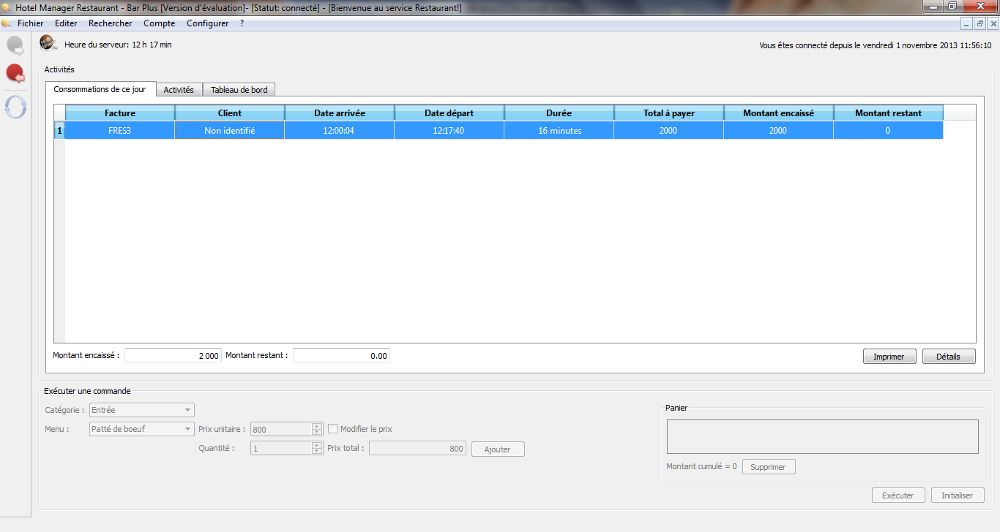 Hotel Manager Restaurant - Bar Plus [Version d'évaluation]- [Statut: connecté] - [Bienvenue au service Restaurant!]
Fichier Editer Rechercher Compte Configurer ?
Heure du serveur: 12 h 17 min
Vous êtes connecté depuis le vendredi 1 novembre 2013 11:56:10
Activités
Consommations de ce jour Activités Tableau de bord
Facture Client Date arrivée Date départ Durée Total à payer Montant encaissé Montant restant
1 FRES3 Non identifié 12:00:04 12:17:40 16 minutes 2000 2000 0
Montant encaissé : 2 000 Montant restant : 0.00 Imprimer Détails
Exécuter une commande
Catégorie : Entrée
Menu : Patté de boeuf Prix unitaire : 800 Modifier le prix
Quantité : 1 Prix total : 800 Ajouter
Panier
Montant cumulé = 0 Supprimer
Exécuter Initialiser